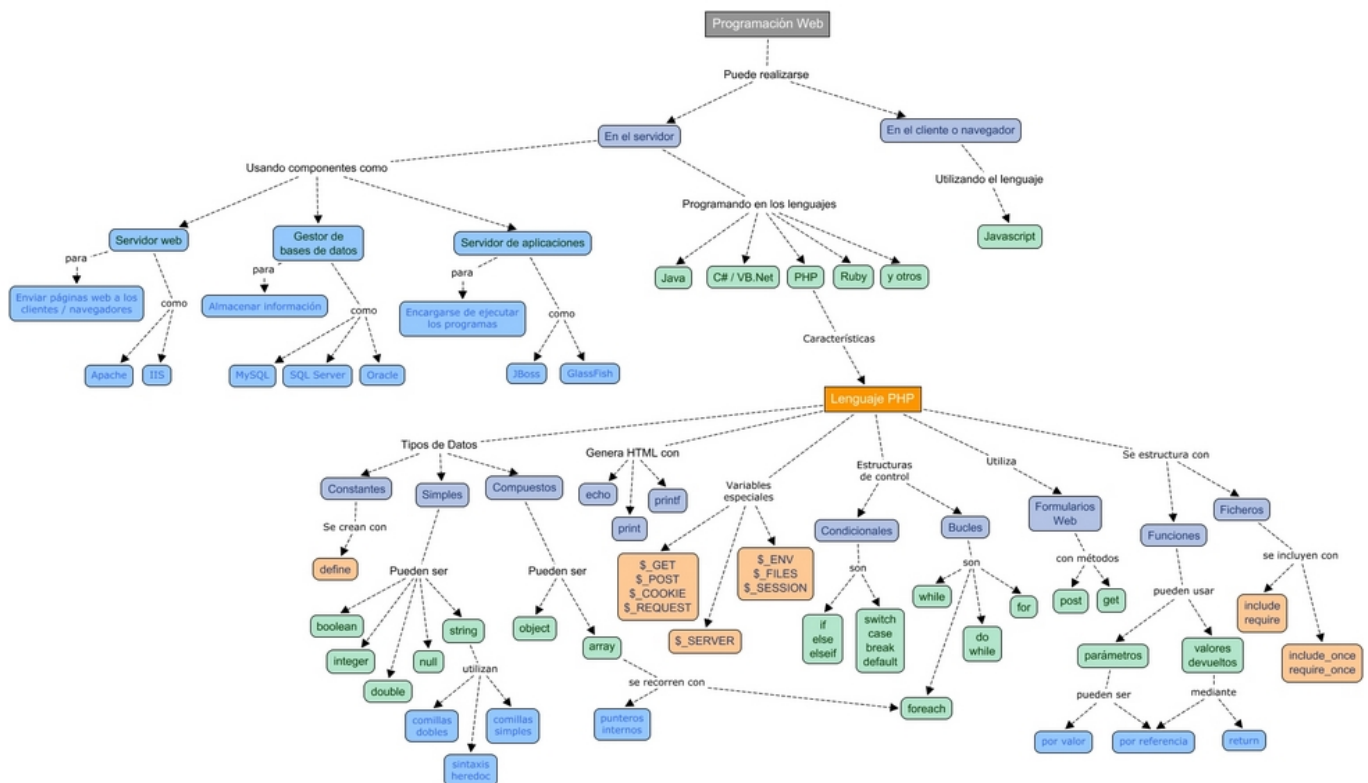 Programación Web
Puede realizarse
En el servidor
En el cliente o navegador
Usando componentes como
Utilizando el lenguaje
Programando en los lenguajes
Servidor web
Gestor de
bases de datos
Servidor de aplicaciones
Javascript
para
para
para
Java
C# / VB.Net
PHP
Ruby
y otros
Enviar páginas web a los
clientes / navegadores
como
Almacenar información
como
Encargarse de ejecutar
los programas
como
Características
Apache
IIS
MySQL
SQL Server
Oracle
JBoss
GlassFish
Lenguaje PHP
Tipos de Datos
Genera HTML con
Variables
especiales
Estructuras
de control
Utiliza
Se estructura con
Constantes
Simples
Compuestos
echo
print
printf
Condicionales
Bucles
Formularios
Web
Funciones
Ficheros
Se crean con
define
Pueden ser
Pueden ser
$_GET
$_POST
$_COOKIE
$_REQUEST
$_ENV
$_FILES
$_SESSION
$_SERVER
son
son
con métodos
se incluyen con
boolean
integer
double
null
string
object
array
if
else
elseif
switch
case
break
default
while
do
while
for
post
get
pueden usar
include
require
include_once
require_once
parámetros
valores
devueltos
utilizan
se recorren con
foreach
pueden ser
mediante
comillas
dobles
sintaxis
heredoc
comillas
simples
punteros
internos
por valor
por referencia
return